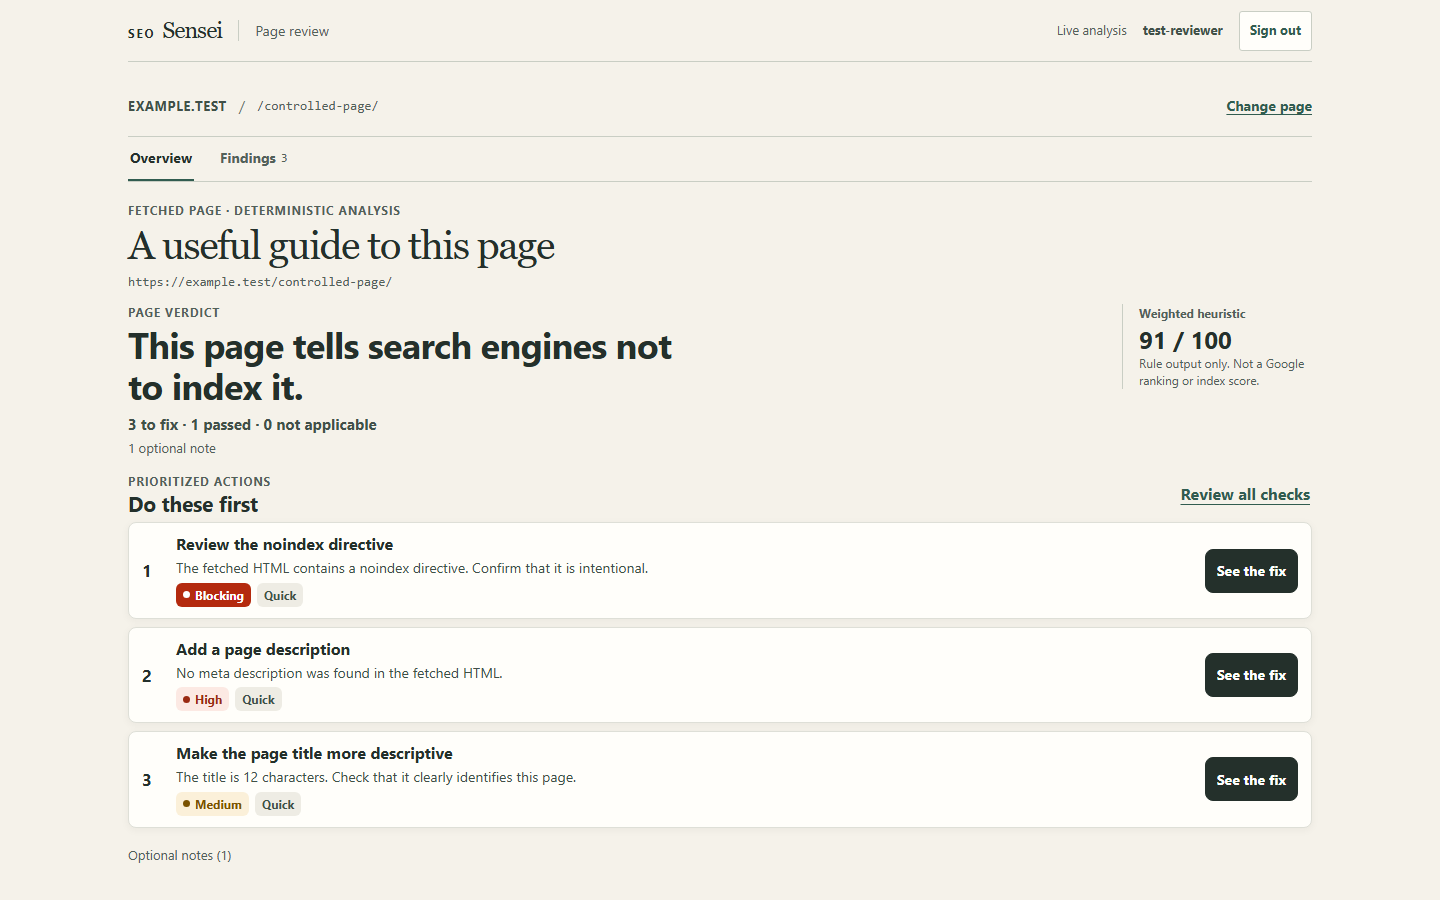 SEO Sensei Page review Live analysis test-reviewer Sign out
EXAMPLE.TEST / /controlled-page/ Change page
Overview Findings 3
FETCHED PAGE · DETERMINISTIC ANALYSIS
A useful guide to this page
https://example.test/controlled-page/
PAGE VERDICT
This page tells search engines not
to index it.
3 to fix · 1 passed · 0 not applicable
1 optional note
Weighted heuristic
91 / 100
Rule output only. Not a Google
ranking or index score.
PRIORITIZED ACTIONS
Do these first
Review all checks
1
Review the noindex directive
The fetched HTML contains a noindex directive. Confirm that it is intentional.
Blocking Quick
See the fix
2
Add a page description
No meta description was found in the fetched HTML.
High Quick
See the fix
3
Make the page title more descriptive
The title is 12 characters. Check that it clearly identifies this page.
Medium Quick
See the fix
Optional notes (1)